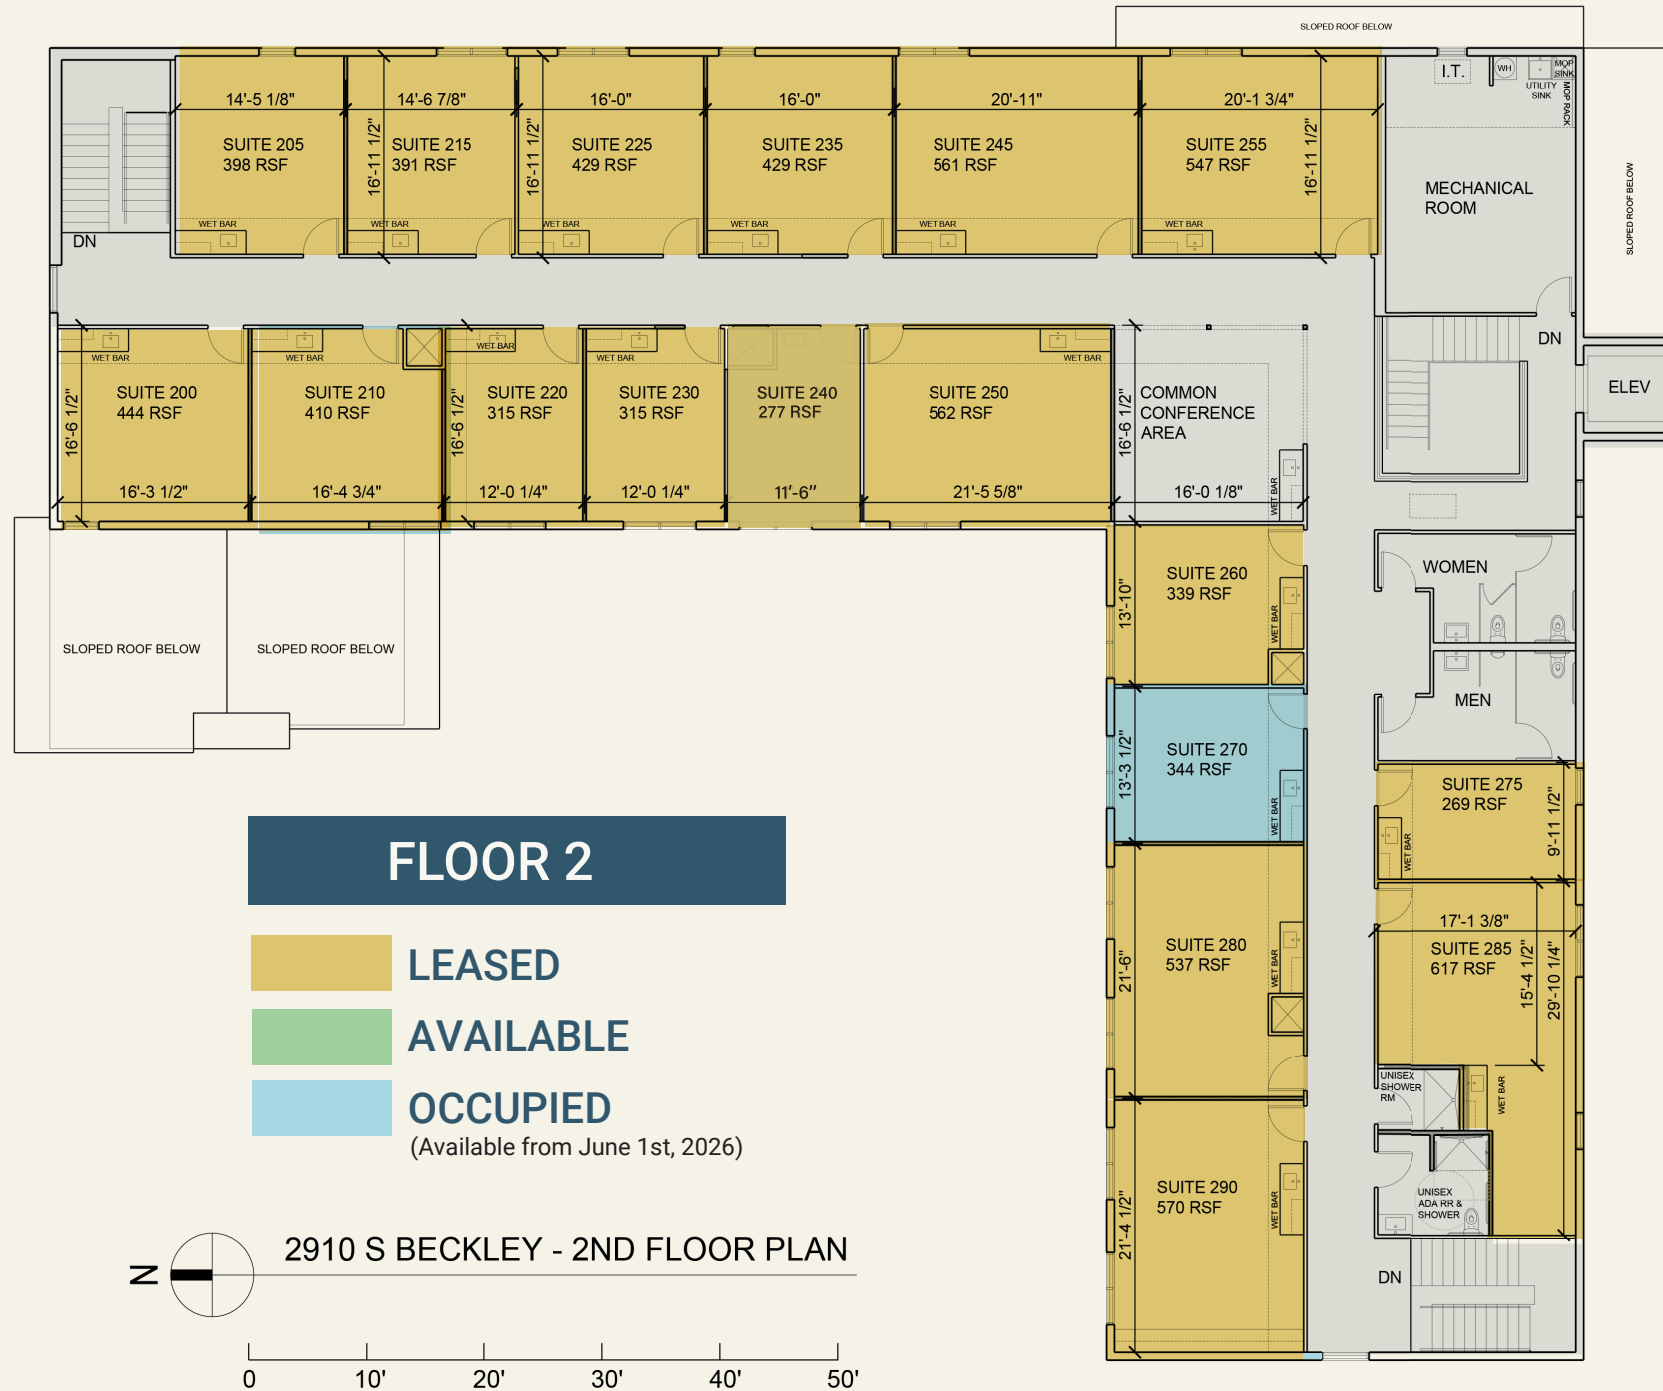 SLOPED ROOF BELOW
I.T.
WH
MOP
SINK
UTILITY
SINK
MOP RACK
14'-5 1/8"
14'-6 7/8"
16'-0"
16'-0"
20'-11"
20'-1 3/4"
16'-11 1/2"
16'-11 1/2"
16'-11 1/2"
SUITE 205
398 RSF
SUITE 215
391 RSF
SUITE 225
429 RSF
SUITE 235
429 RSF
SUITE 245
561 RSF
SUITE 255
547 RSF
MECHANICAL
ROOM
SLOPED ROOF BELOW
WET BAR
WET BAR
WET BAR
WET BAR
WET BAR
WET BAR
DN
DN
ELEV
WET BAR
WET BAR
WET BAR
WET BAR
WET BAR
SUITE 200
444 RSF
SUITE 210
410 RSF
SUITE 220
315 RSF
SUITE 230
315 RSF
SUITE 240
277 RSF
SUITE 250
562 RSF
COMMON
CONFERENCE
AREA
16'-6 1/2"
16'-6 1/2"
16'-6 1/2"
16'-3 1/2"
16'-4 3/4"
12'-0 1/4"
12'-0 1/4"
11'-6"
21'-5 5/8"
16'-0 1/8"
WET BAR
SLOPED ROOF BELOW
SLOPED ROOF BELOW
SUITE 260
339 RSF
13'-10"
WET BAR
WOMEN
MEN
SUITE 270
344 RSF
13'-3 1/2"
WET BAR
SUITE 275
269 RSF
9'-11 1/2"
WET BAR
SUITE 280
537 RSF
21'-6"
WET BAR
17'-1 3/8"
SUITE 285
617 RSF
15'-4 1/2"
29'-10 1/4"
UNISEX
SHOWER
RM
WET BAR
UNISEX
ADA RR &
SHOWER
SUITE 290
570 RSF
21'-4 1/2"
WET BAR
DN
FLOOR 2
LEASED
AVAILABLE
OCCUPIED
(Available from June 1st, 2026)
N
2910 S BECKLEY - 2ND FLOOR PLAN
0 10' 20' 30' 40' 50'